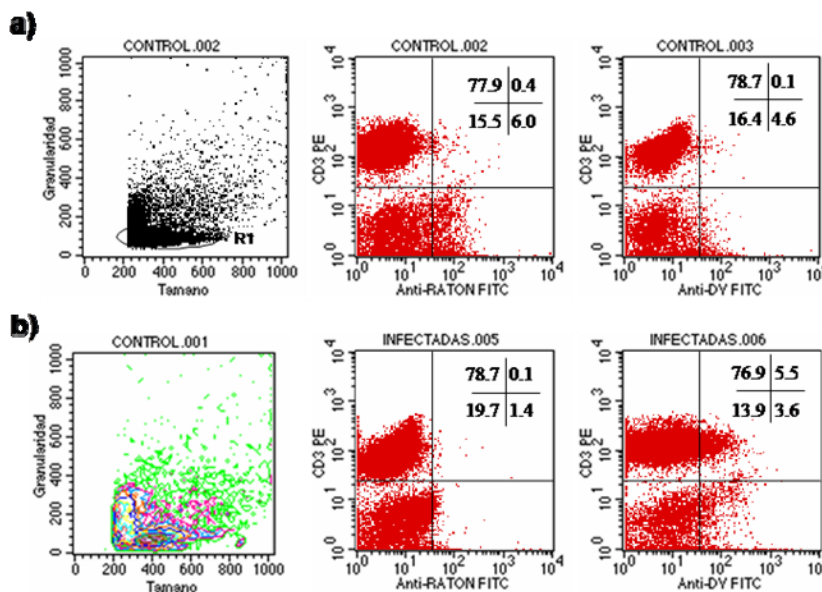 a)
CONTROL.002
Granularidad
1000
800
600
400
200
0
R1
0 200 400 600 800 1000
Tamano
CONTROL.002
CD3 PE
10^4
10^3
10^2
10^1
10^0
77.9 0.4
15.5 6.0
10^0 10^1 10^2 10^3 10^4
Anti-RATON FITC
CONTROL.003
CD3 PE
10^4
10^3
10^2
10^1
10^0
78.7 0.1
16.4 4.6
10^0 10^1 10^2 10^3 10^4
Anti-DY FITC
b)
CONTROL.001
Granularidad
1000
800
600
400
200
0
200 400 600 800 1000
Tamano
INFECTADAS.005
CD3 PE
10^4
10^3
10^2
10^1
10^0
78.7 0.1
19.7 1.4
10^0 10^1 10^2 10^3 10^4
Anti-RATON FITC
INFECTADAS.006
CD3 PE
10^4
10^3
10^2
10^1
10^0
76.9 5.5
13.9 3.6
10^0 10^1 10^2 10^3 10^4
Anti-DY FITC